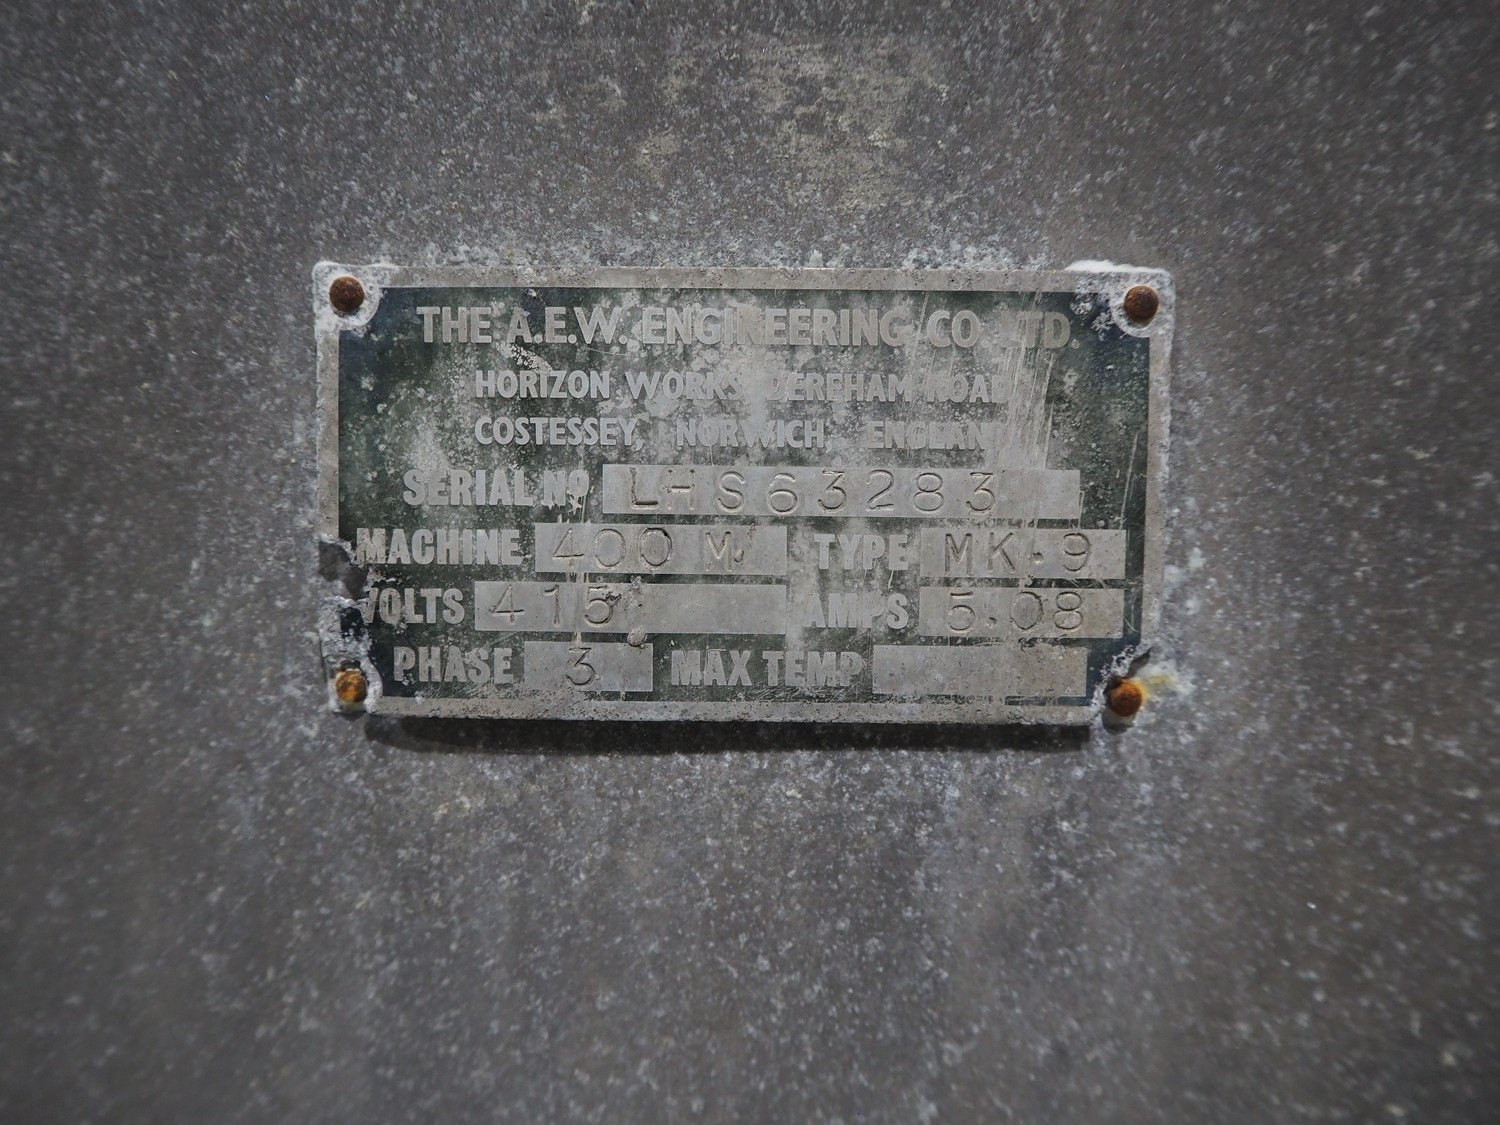 THE A.E.W. ENGINEERING CO. LTD.
HORIZON WORKS DEREHAM ROAD
COSTESSEY, NORWICH, ENGLAND
SERIAL NO LHS63283
MACHINE 400 M. TYPE MK.9
VOLTS 415 AMPS 5.08
PHASE 3 MAX TEMP